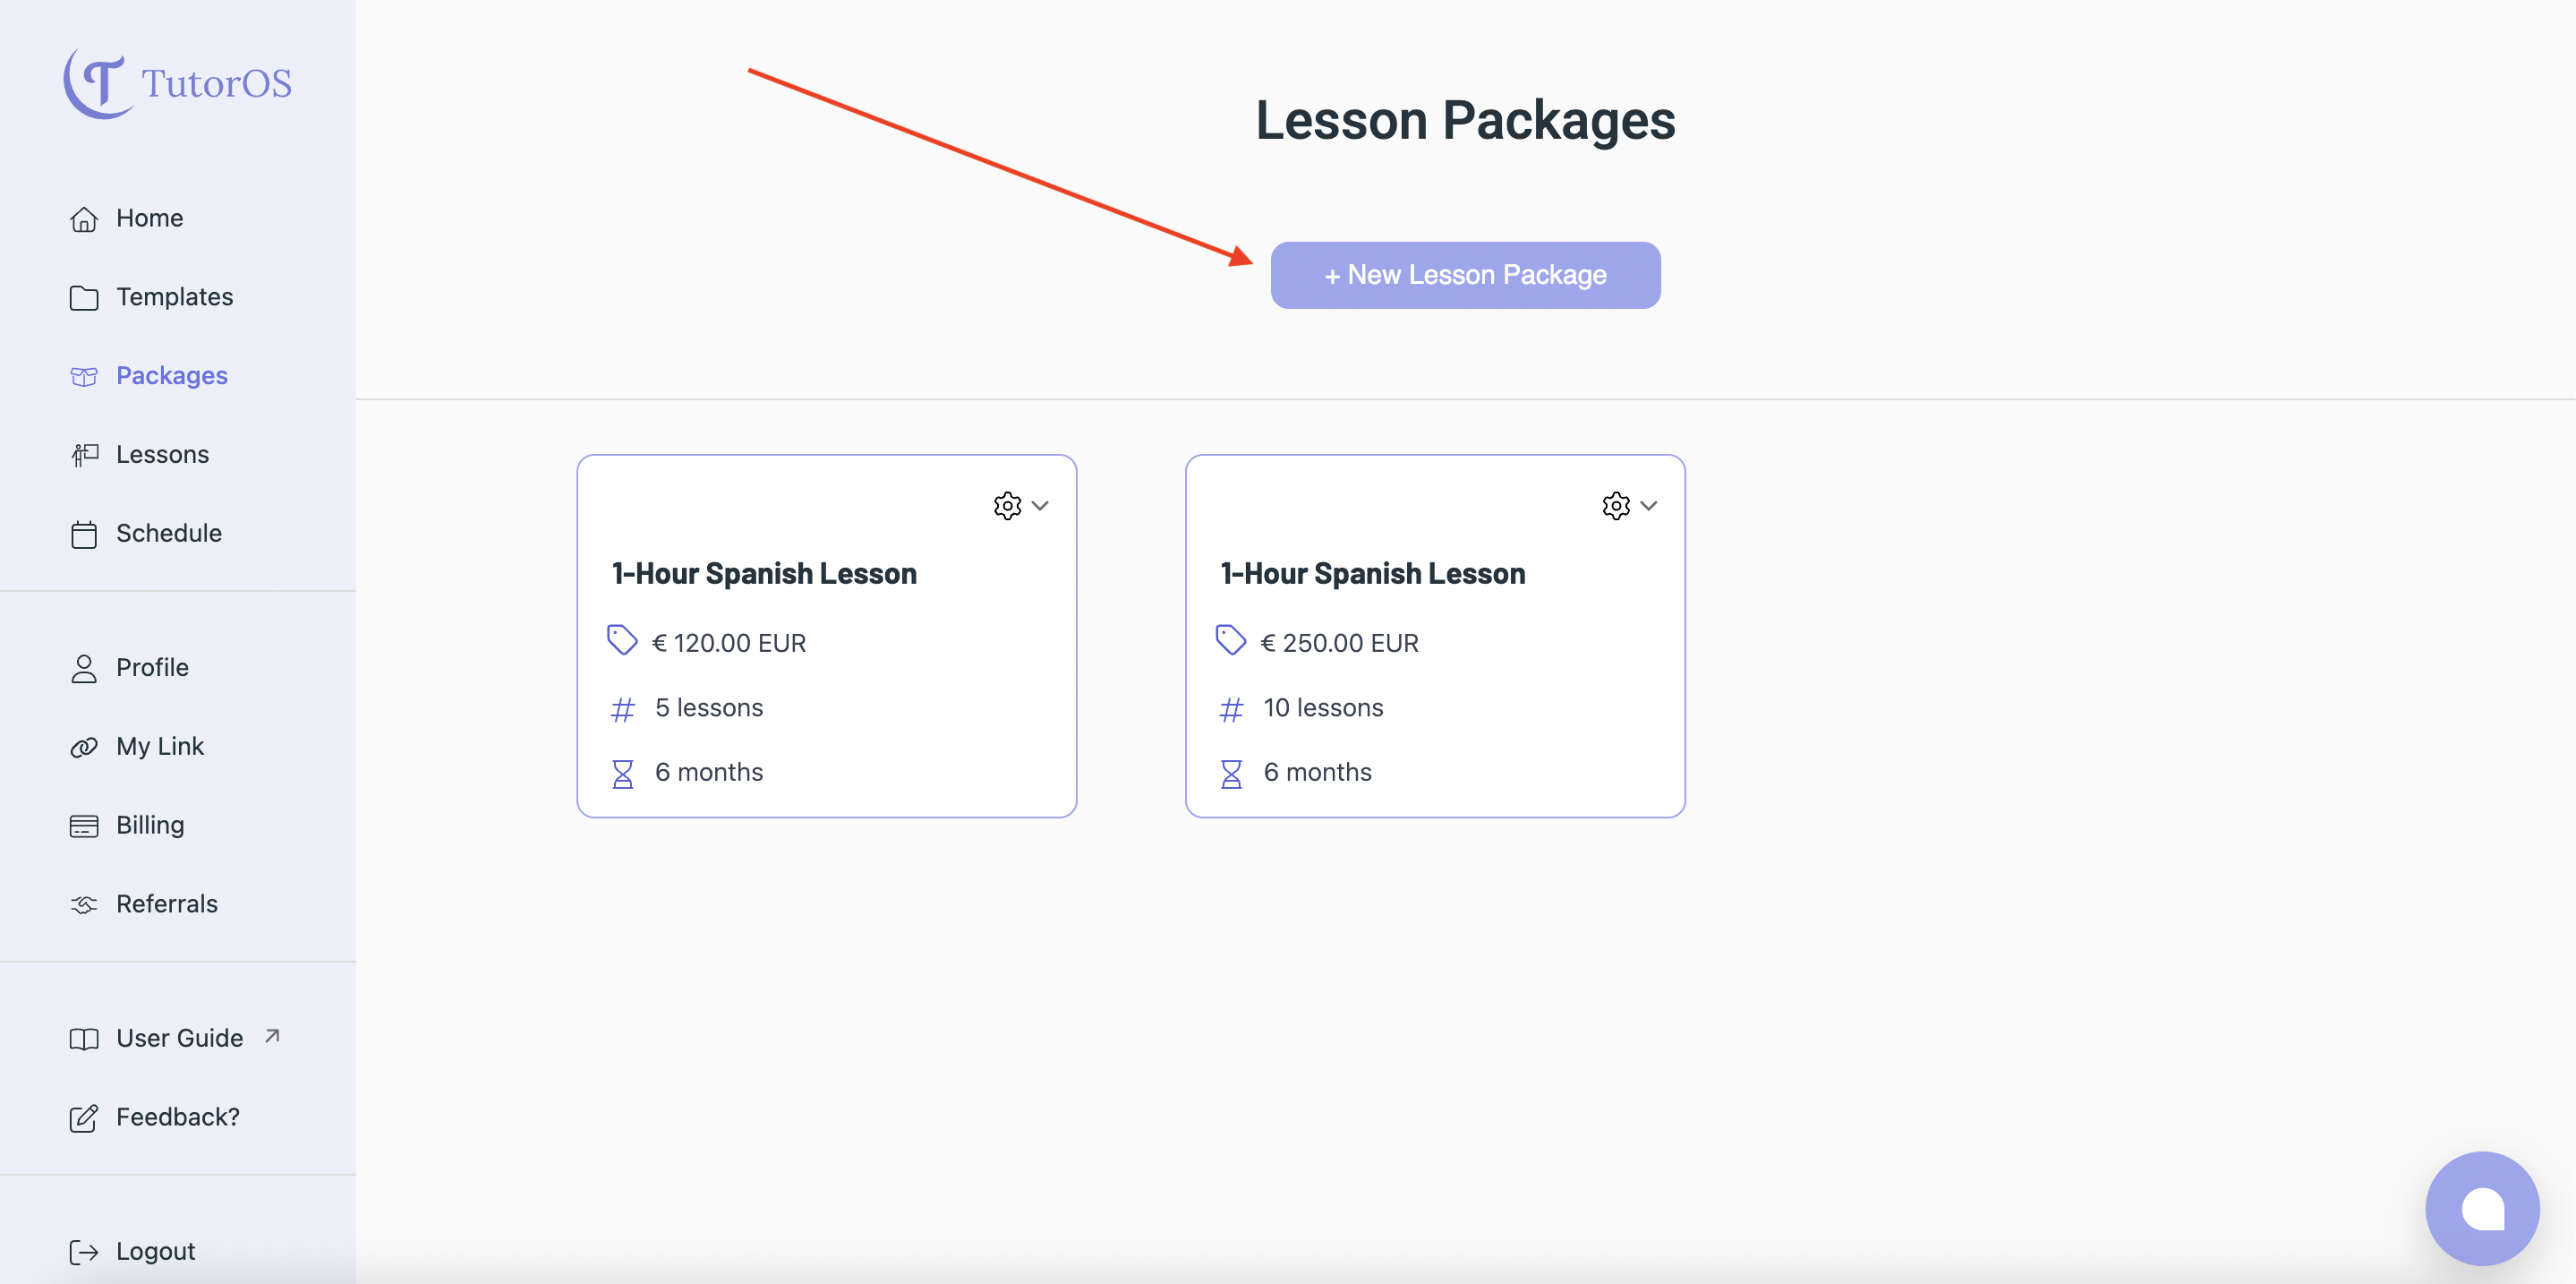 TutorOS
Home
Templates
Packages
Lessons
Schedule
Profile
My Link
Billing
Referrals
User Guide
Feedback?
Logout
Lesson Packages
+ New Lesson Package
1-Hour Spanish Lesson
€ 120.00 EUR
5 lessons
6 months
1-Hour Spanish Lesson
€ 250.00 EUR
10 lessons
6 months